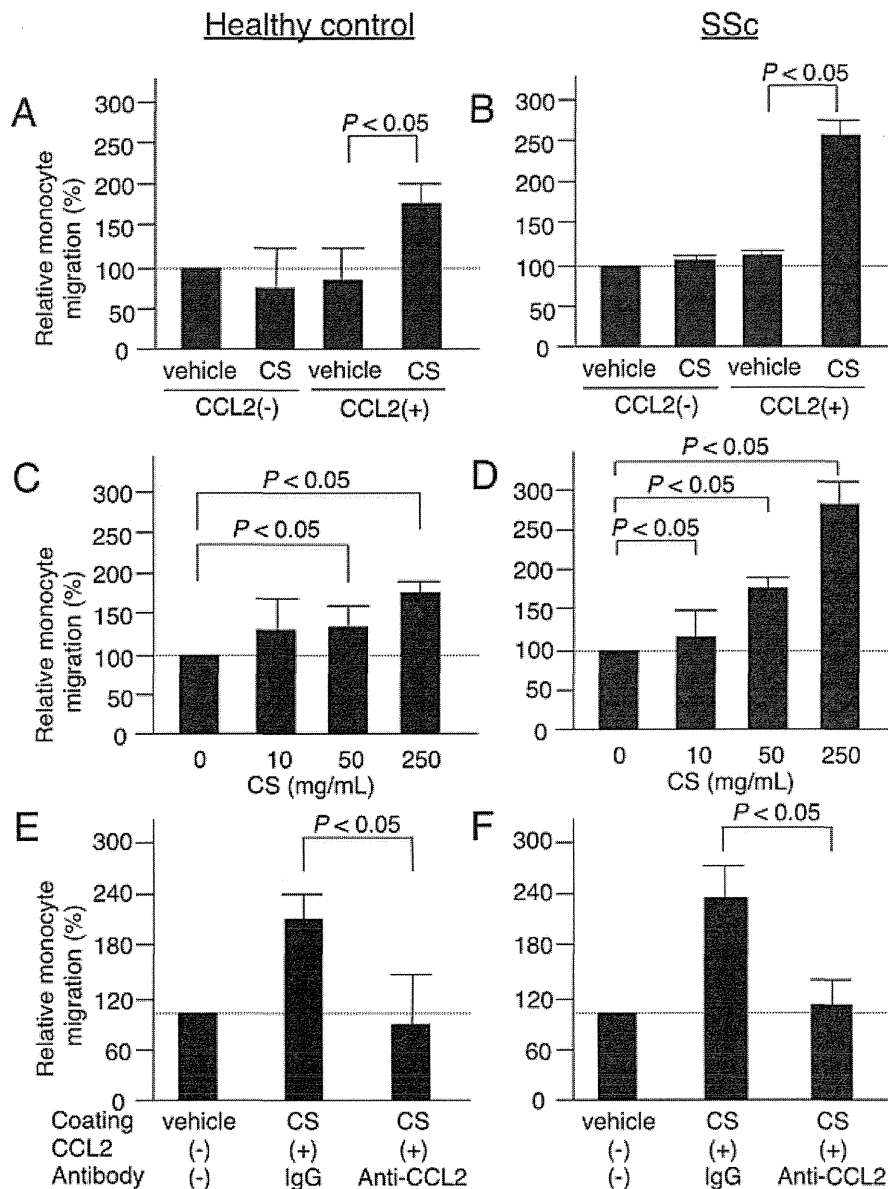 Healthy control
SSc
A
Relative monocyte migration (%)
300
250
200
150
100
50
0
P < 0.05
vehicle CS vehicle CS
CCL2(-) CCL2(+)
B
300
250
200
150
100
50
0
P < 0.05
vehicle CS vehicle CS
CCL2(-) CCL2(+)
C
Relative monocyte migration (%)
300
250
200
150
100
50
0
P < 0.05
P < 0.05
0 10 50 250
CS (mg/mL)
D
300
250
200
150
100
50
0
P < 0.05
P < 0.05
P < 0.05
0 10 50 250
CS (mg/mL)
E
Relative monocyte migration (%)
300
240
180
120
60
0
P < 0.05
Coating vehicle CS CS
CCL2 (-) (+) (+)
Antibody (-) IgG Anti-CCL2
F
300
240
180
120
60
0
P < 0.05
vehicle CS CS
(-) (+) (+)
(-) IgG Anti-CCL2